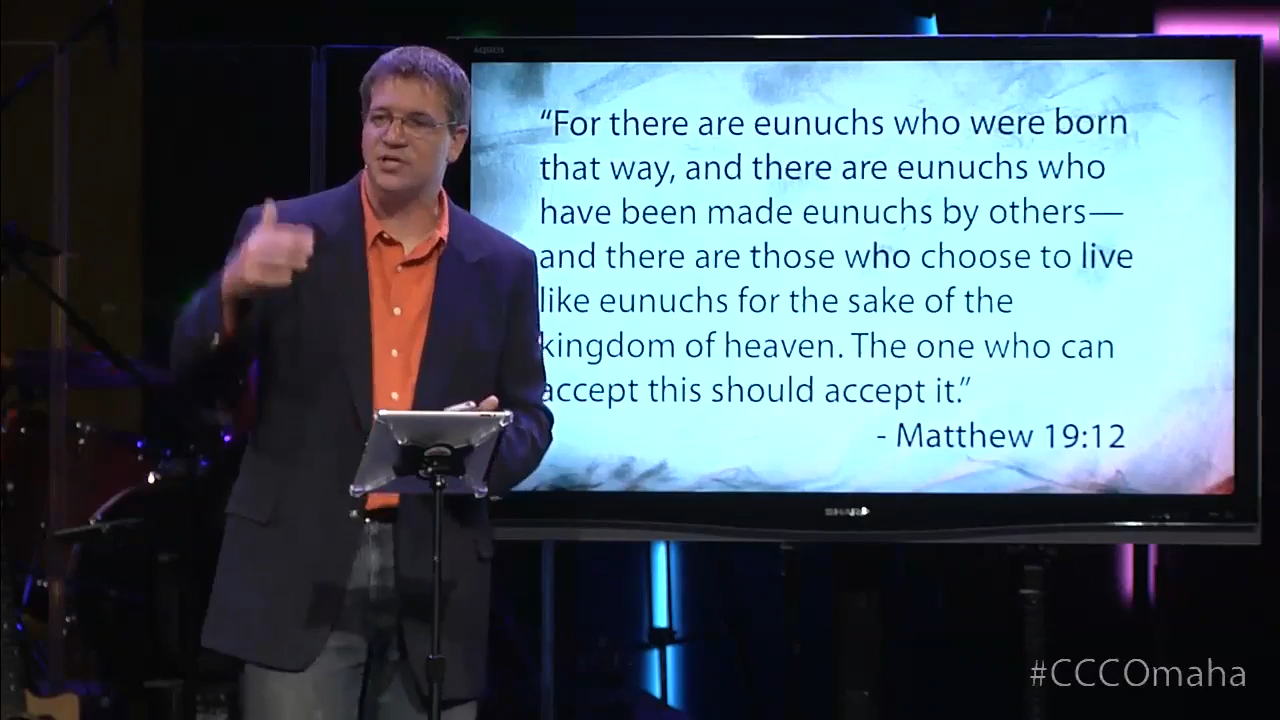 AQUOS
“For there are eunuchs who were born
that way, and there are eunuchs who
have been made eunuchs by others—
and there are those who choose to live
like eunuchs for the sake of the
kingdom of heaven. The one who can
accept this should accept it.”
- Matthew 19:12
SHARP
#CCCOmaha